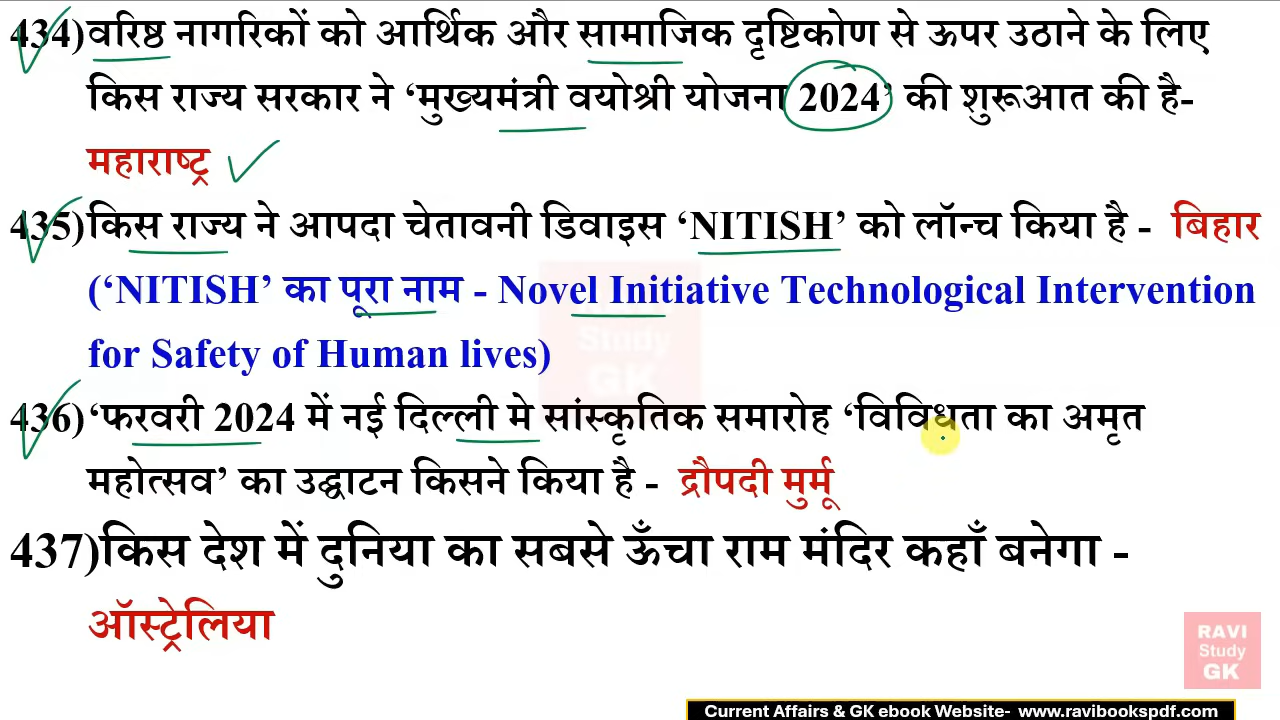 434)वरिष्ठ नागरिकों को आर्थिक और सामाजिक दृष्टिकोण से ऊपर उठाने के लिए
किस राज्य सरकार ने ‘मुख्यमंत्री वयोश्री योजना 2024’ की शुरूआत की है-
महाराष्ट्र
435)किस राज्य ने आपदा चेतावनी डिवाइस ‘NITISH’ को लॉन्च किया है - बिहार
(‘NITISH’ का पूरा नाम - Novel Initiative Technological Intervention
for Safety of Human lives)
436)‘फरवरी 2024 में नई दिल्ली मे सांस्कृतिक समारोह ‘विविधता का अमृत
महोत्सव’ का उद्घाटन किसने किया है - द्रौपदी मुर्मू
437)किस देश में दुनिया का सबसे ऊँचा राम मंदिर कहाँ बनेगा -
ऑस्ट्रेलिया
Study
GK
RAVI
Study
GK
Current Affairs & GK ebook Website- www.ravibookspdf.com